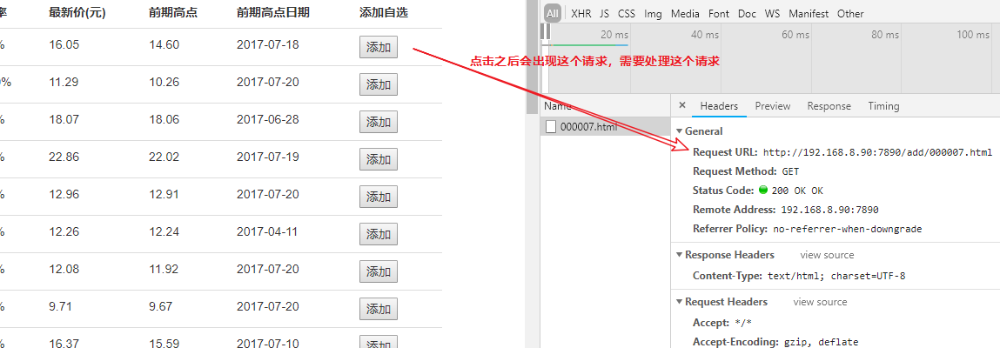 率 最新价(元) 前期高点 前期高点日期 添加自选
% 16.05 14.60 2017-07-18 添加
0% 11.29 10.26 2017-07-20 添加
% 18.07 18.06 2017-06-28 添加
% 22.86 22.02 2017-07-19 添加
% 12.96 12.91 2017-07-20 添加
% 12.26 12.24 2017-04-11 添加
% 12.08 11.92 2017-07-20 添加
% 9.71 9.67 2017-07-20 添加
% 16.37 15.59 2017-07-10 添加
点击之后会出现这个请求，需要处理这个请求
All XHR JS CSS Img Media Font Doc WS Manifest Other
20 ms 40 ms 60 ms 80 ms 100 ms
Name
000007.html
× Headers Preview Response Timing
General
Request URL: http://192.168.8.90:7890/add/000007.html
Request Method: GET
Status Code: 200 OK OK
Remote Address: 192.168.8.90:7890
Referrer Policy: no-referrer-when-downgrade
Response Headers view source
Content-Type: text/html; charset=UTF-8
Request Headers view source
Accept: */*
Accept-Encoding: gzip, deflate